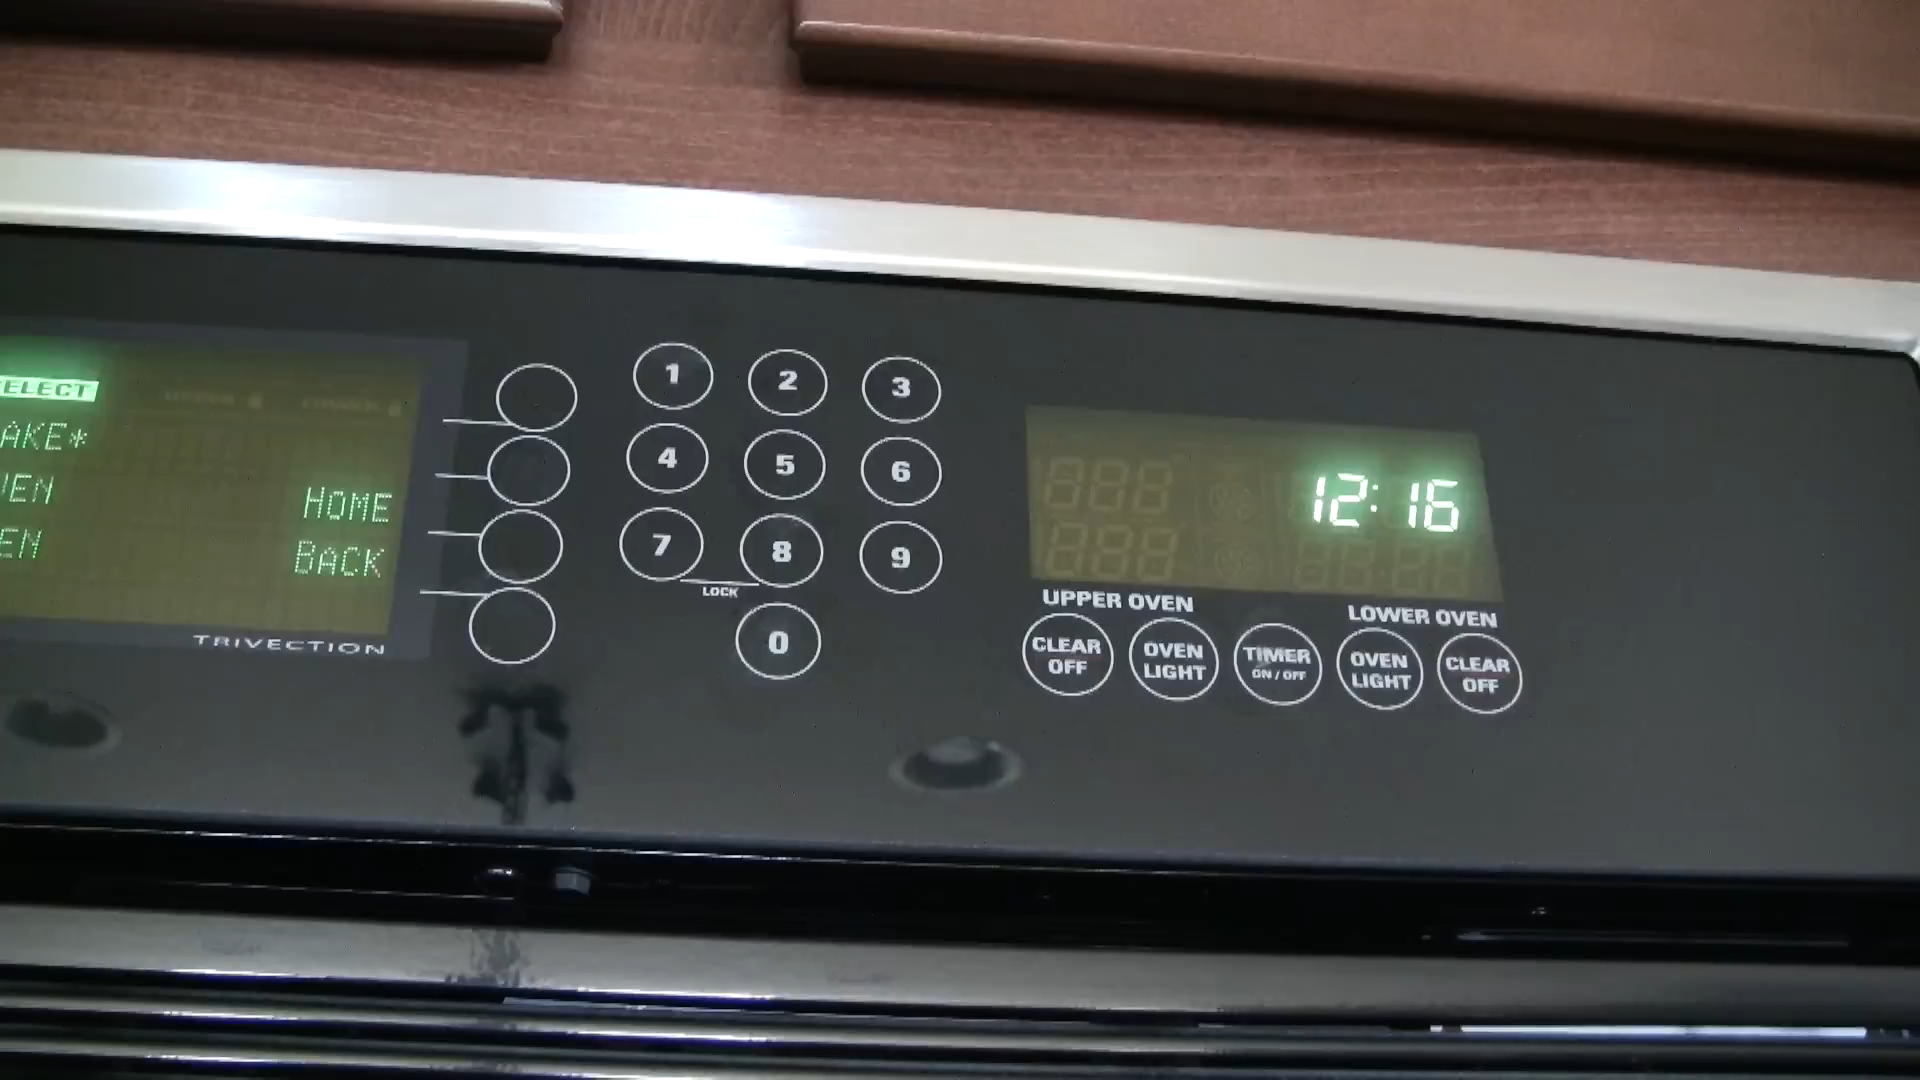 ELECT
AKE*
EN
HOME
EN
BACK
TRIVECTION
1 2 3
4 5 6
7 8 9
LOCK
0
12:16
UPPER OVEN
LOWER OVEN
CLEAR OFF
OVEN LIGHT
TIMER ON / OFF
OVEN LIGHT
CLEAR OFF